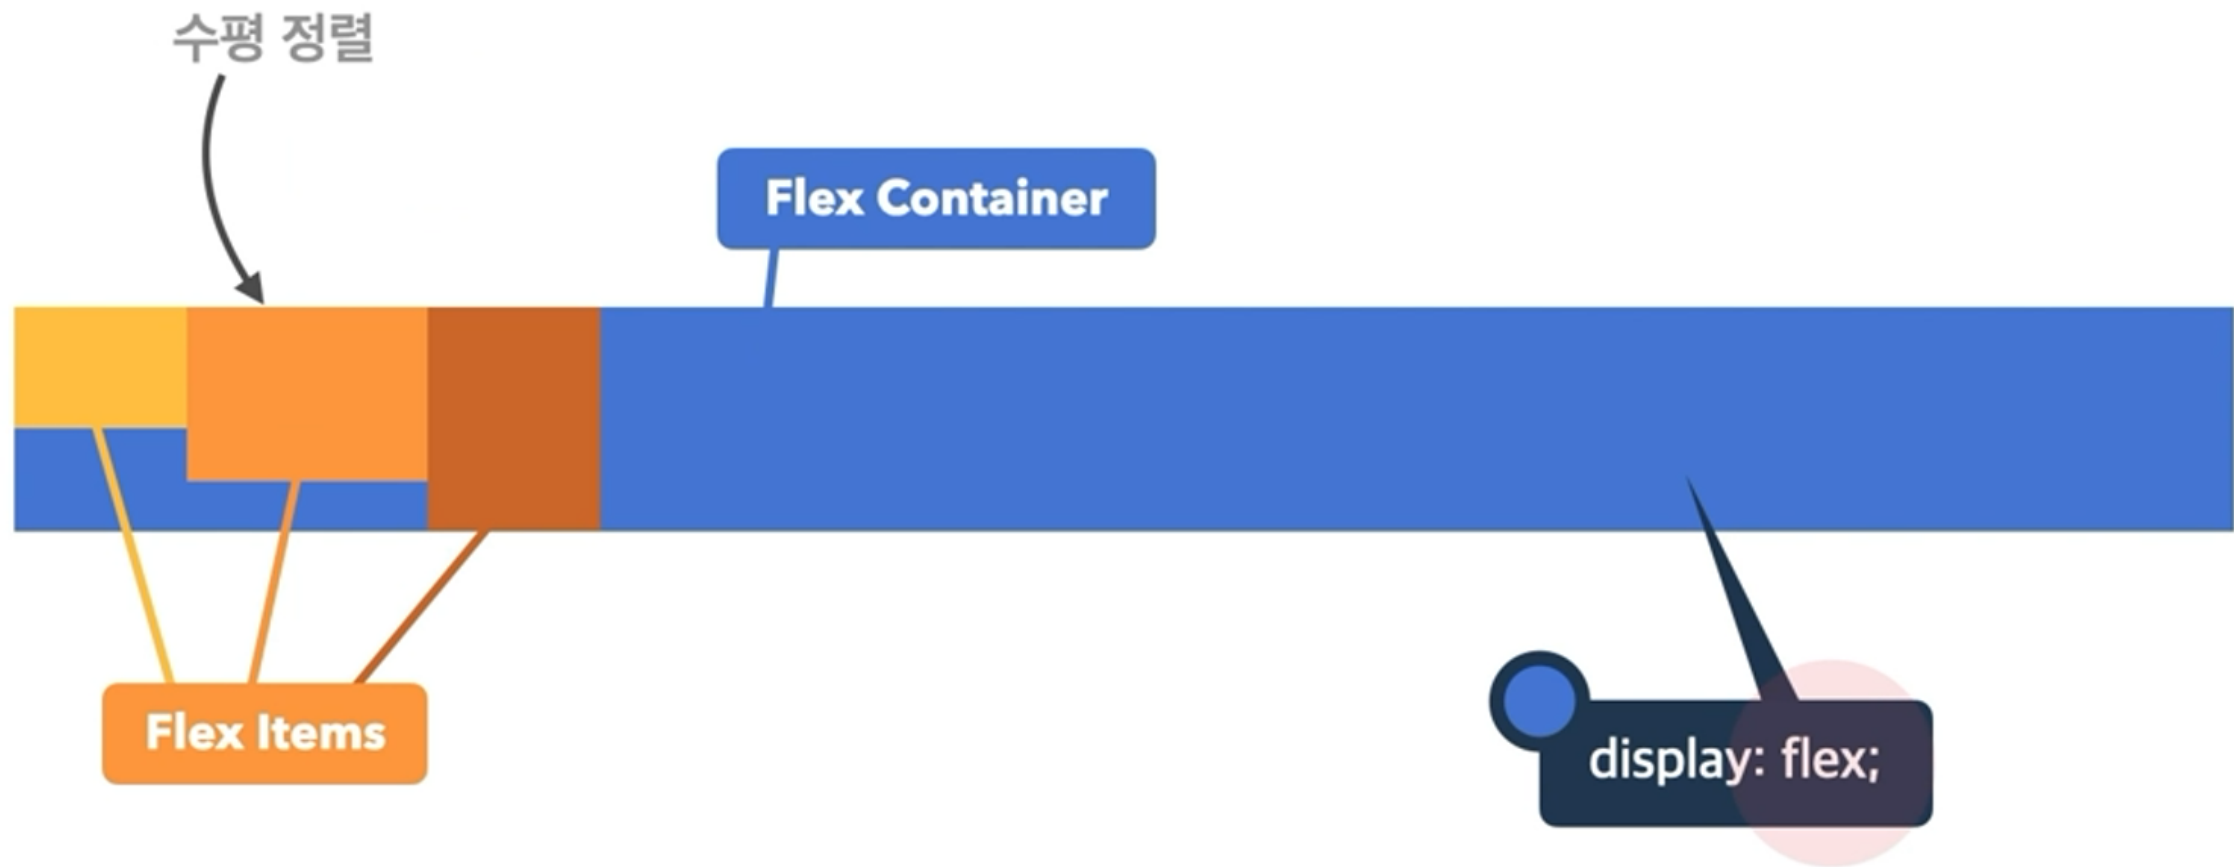 수평 정렬
Flex Container
Flex Items
display: flex;